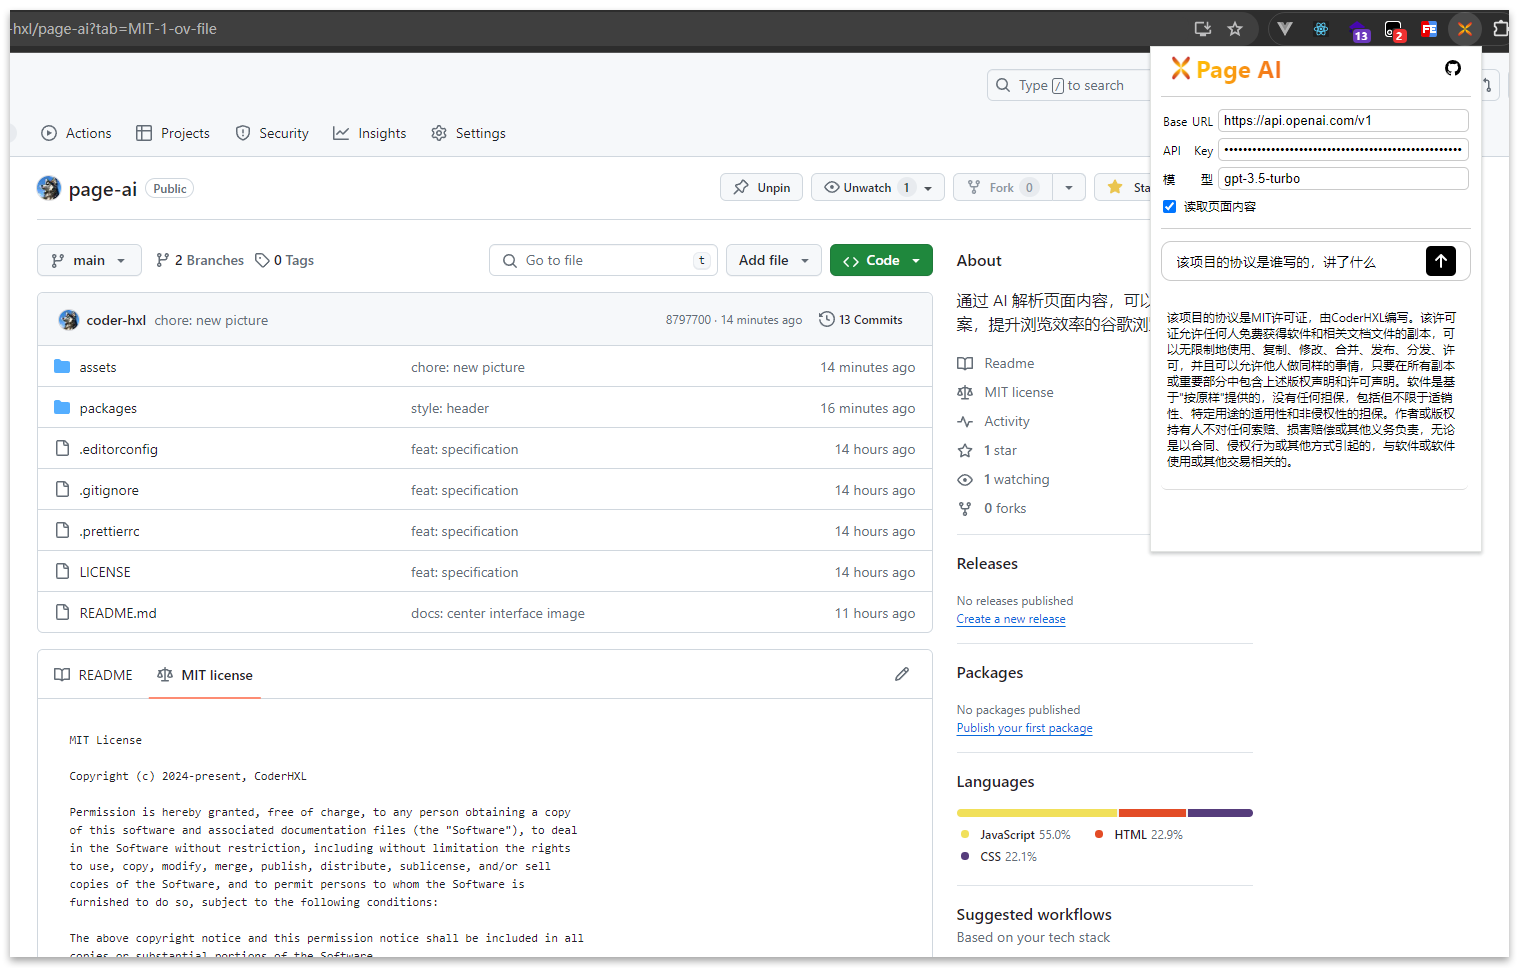 -hxl/page-ai?tab=MIT-1-ov-file
13
2
FE
Type / to search
Actions
Projects
Security
Insights
Settings
page-ai
Public
Unpin
Unwatch 1
Fork 0
Sta
main
2 Branches
0 Tags
Go to file
t
Add file
<> Code
coder-hxl chore: new picture
8797700 · 14 minutes ago
13 Commits
assets chore: new picture 14 minutes ago
packages style: header 16 minutes ago
.editorconfig feat: specification 14 hours ago
.gitignore feat: specification 14 hours ago
.prettierrc feat: specification 14 hours ago
LICENSE feat: specification 14 hours ago
README.md docs: center interface image 11 hours ago
README
MIT license
MIT License
Copyright (c) 2024-present, CoderHXL
Permission is hereby granted, free of charge, to any person obtaining a copy
of this software and associated documentation files (the "Software"), to deal
in the Software without restriction, including without limitation the rights
to use, copy, modify, merge, publish, distribute, sublicense, and/or sell
copies of the Software, and to permit persons to whom the Software is
furnished to do so, subject to the following conditions:
The above copyright notice and this permission notice shall be included in all
copies or substantial portions of the Software.
About
通过 AI 解析页面内容，可以
案，提升浏览效率的谷歌浏
Readme
MIT license
Activity
1 star
1 watching
0 forks
Releases
No releases published
Create a new release
Packages
No packages published
Publish your first package
Languages
JavaScript 55.0%
HTML 22.9%
CSS 22.1%
Suggested workflows
Based on your tech stack
Page AI
Base URL https://api.openai.com/v1
API Key ••••••••••••••••••••••••••••••••••••••••••••••••••
模 型 gpt-3.5-turbo
读取页面内容
该项目的协议是谁写的，讲了什么
该项目的协议是MIT许可证，由CoderHXL编写。该许可
证允许任何人免费获得软件和相关文档文件的副本，可
以无限制地使用、复制、修改、合并、发布、分发、许
可，并且可以允许他人做同样的事情，只要在所有副本
或重要部分中包含上述版权声明和许可声明。软件是基
于"按原样"提供的，没有任何担保，包括但不限于适销
性、特定用途的适用性和非侵权性的担保。作者或版权
持有人不对任何索赔、损害赔偿或其他义务负责，无论
是以合同、侵权行为或其他方式引起的，与软件或软件
使用或其他交易相关的。